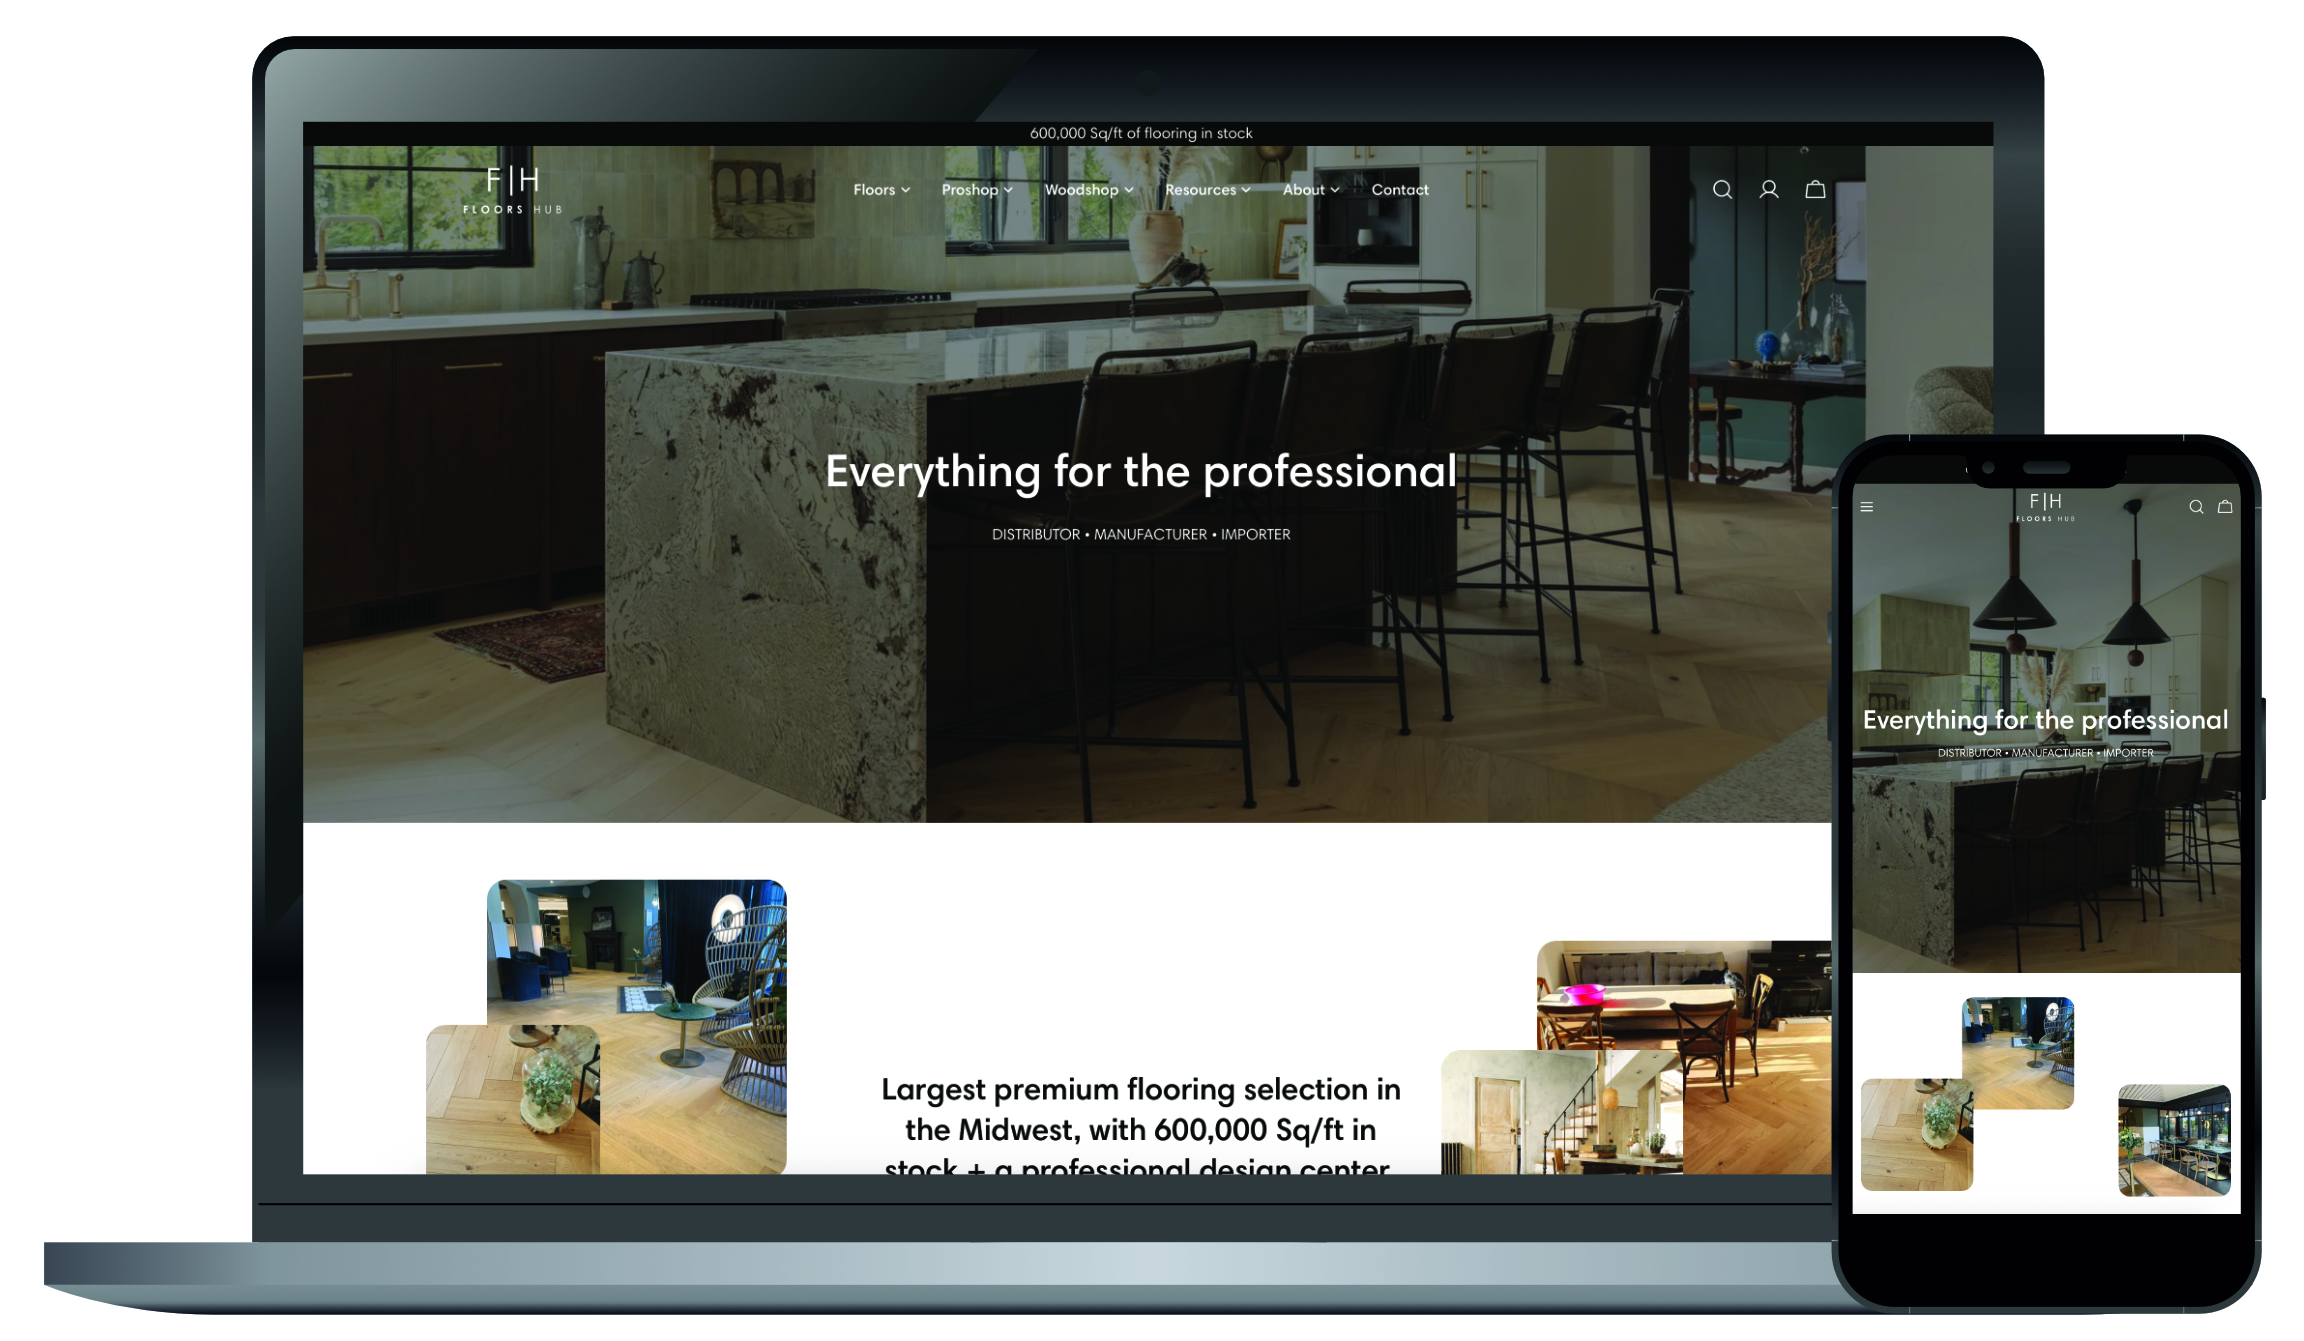 600,000 Sq/ft of flooring in stock
F|H
FLOORS HUB
Floors Proshop Woodshop Resources About Contact
Everything for the professional
DISTRIBUTOR • MANUFACTURER • IMPORTER
Largest premium flooring selection in
the Midwest, with 600,000 Sq/ft in
stock + a professional design center
F|H
FLOORS HUB
Everything for the professional
DISTRIBUTOR • MANUFACTURER • IMPORTER